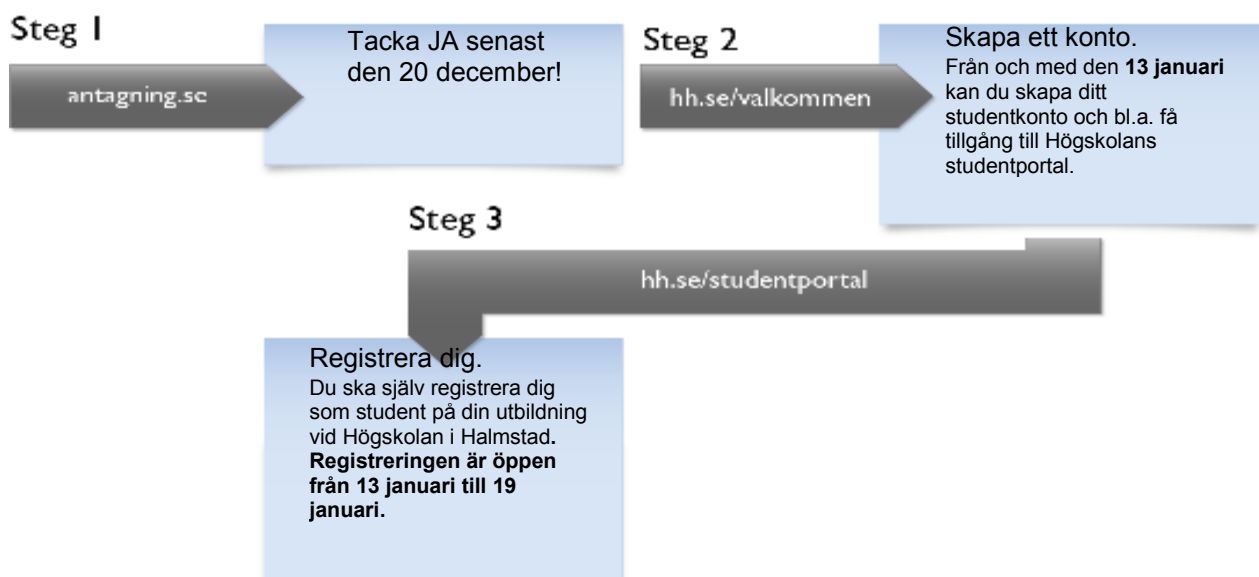 Steg 1
antagning.se
Tacka JA senast
den 20 december!
Steg 2
hh.se/valkommen
Skapa ett konto.
Från och med den 13 januari
kan du skapa ditt
studentkonto och bl.a. få
tillgång till Högskolans
studentportal.
Steg 3
hh.se/studentportal
Registrera dig.
Du ska själv registrera dig
som student på din utbildning
vid Högskolan i Halmstad.
Registreringen är öppen
från 13 januari till 19
januari.